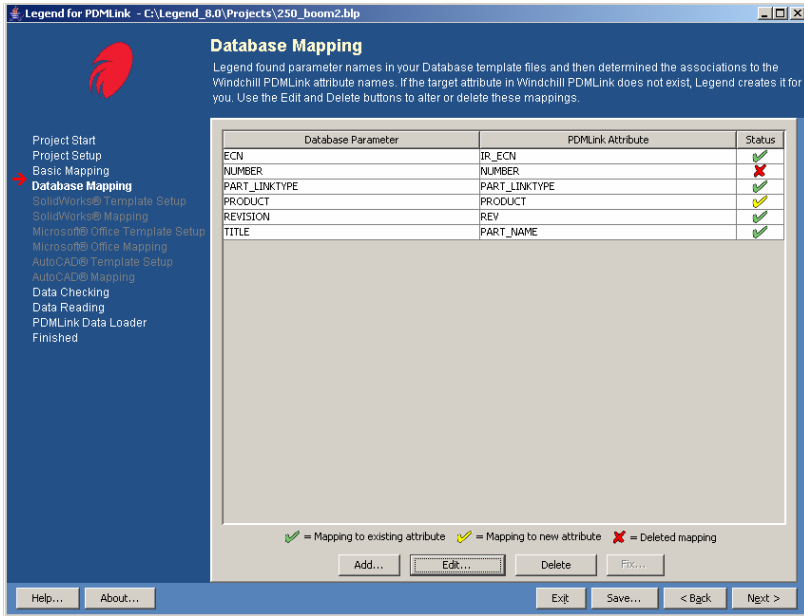 Legend for PDMLink - C:\Legend_8.0\Projects\250_boom2.blp
Database Mapping
Legend found parameter names in your Database template files and then determined the associations to the
Windchill PDMLink attribute names. If the target attribute in Windchill PDMLink does not exist, Legend creates it for
you. Use the Edit and Delete buttons to alter or delete these mappings.
Project Start
Project Setup
Basic Mapping
Database Mapping
SolidWorks® Template Setup
SolidWorks® Mapping
Microsoft® Office Template Setup
Microsoft® Office Mapping
AutoCAD® Template Setup
AutoCAD® Mapping
Data Checking
Data Reading
PDMLink Data Loader
Finished
Database Parameter PDMLink Attribute Status
ECN IR_ECN
NUMBER NUMBER
PART_LINKTYPE PART_LINKTYPE
PRODUCT PRODUCT
REVISION REV
TITLE PART_NAME
= Mapping to existing attribute = Mapping to new attribute = Deleted mapping
Add... Edit... Delete Fix...
Help... About... Exit Save... < Back Next >